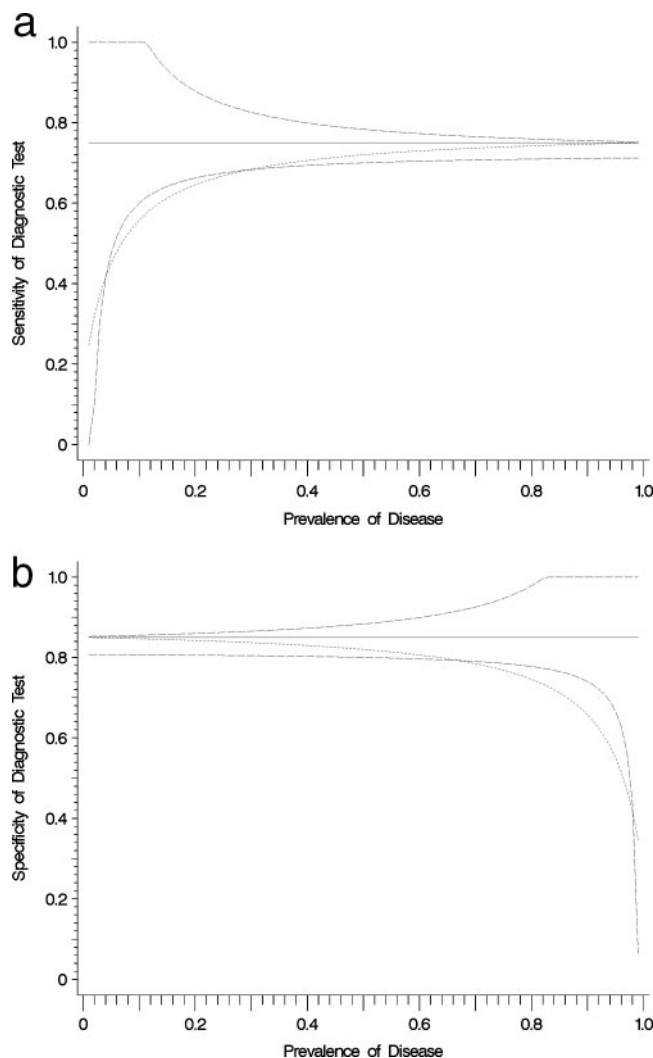 a
1.0
0.8
0.6
0.4
0.2
0
Sensitivity of Diagnostic Test
0 0.2 0.4 0.6 0.8 1.0
Prevalence of Disease
b
1.0
0.8
0.6
0.4
0.2
0
Specificity of Diagnostic Test
0 0.2 0.4 0.6 0.8 1.0
Prevalence of Disease